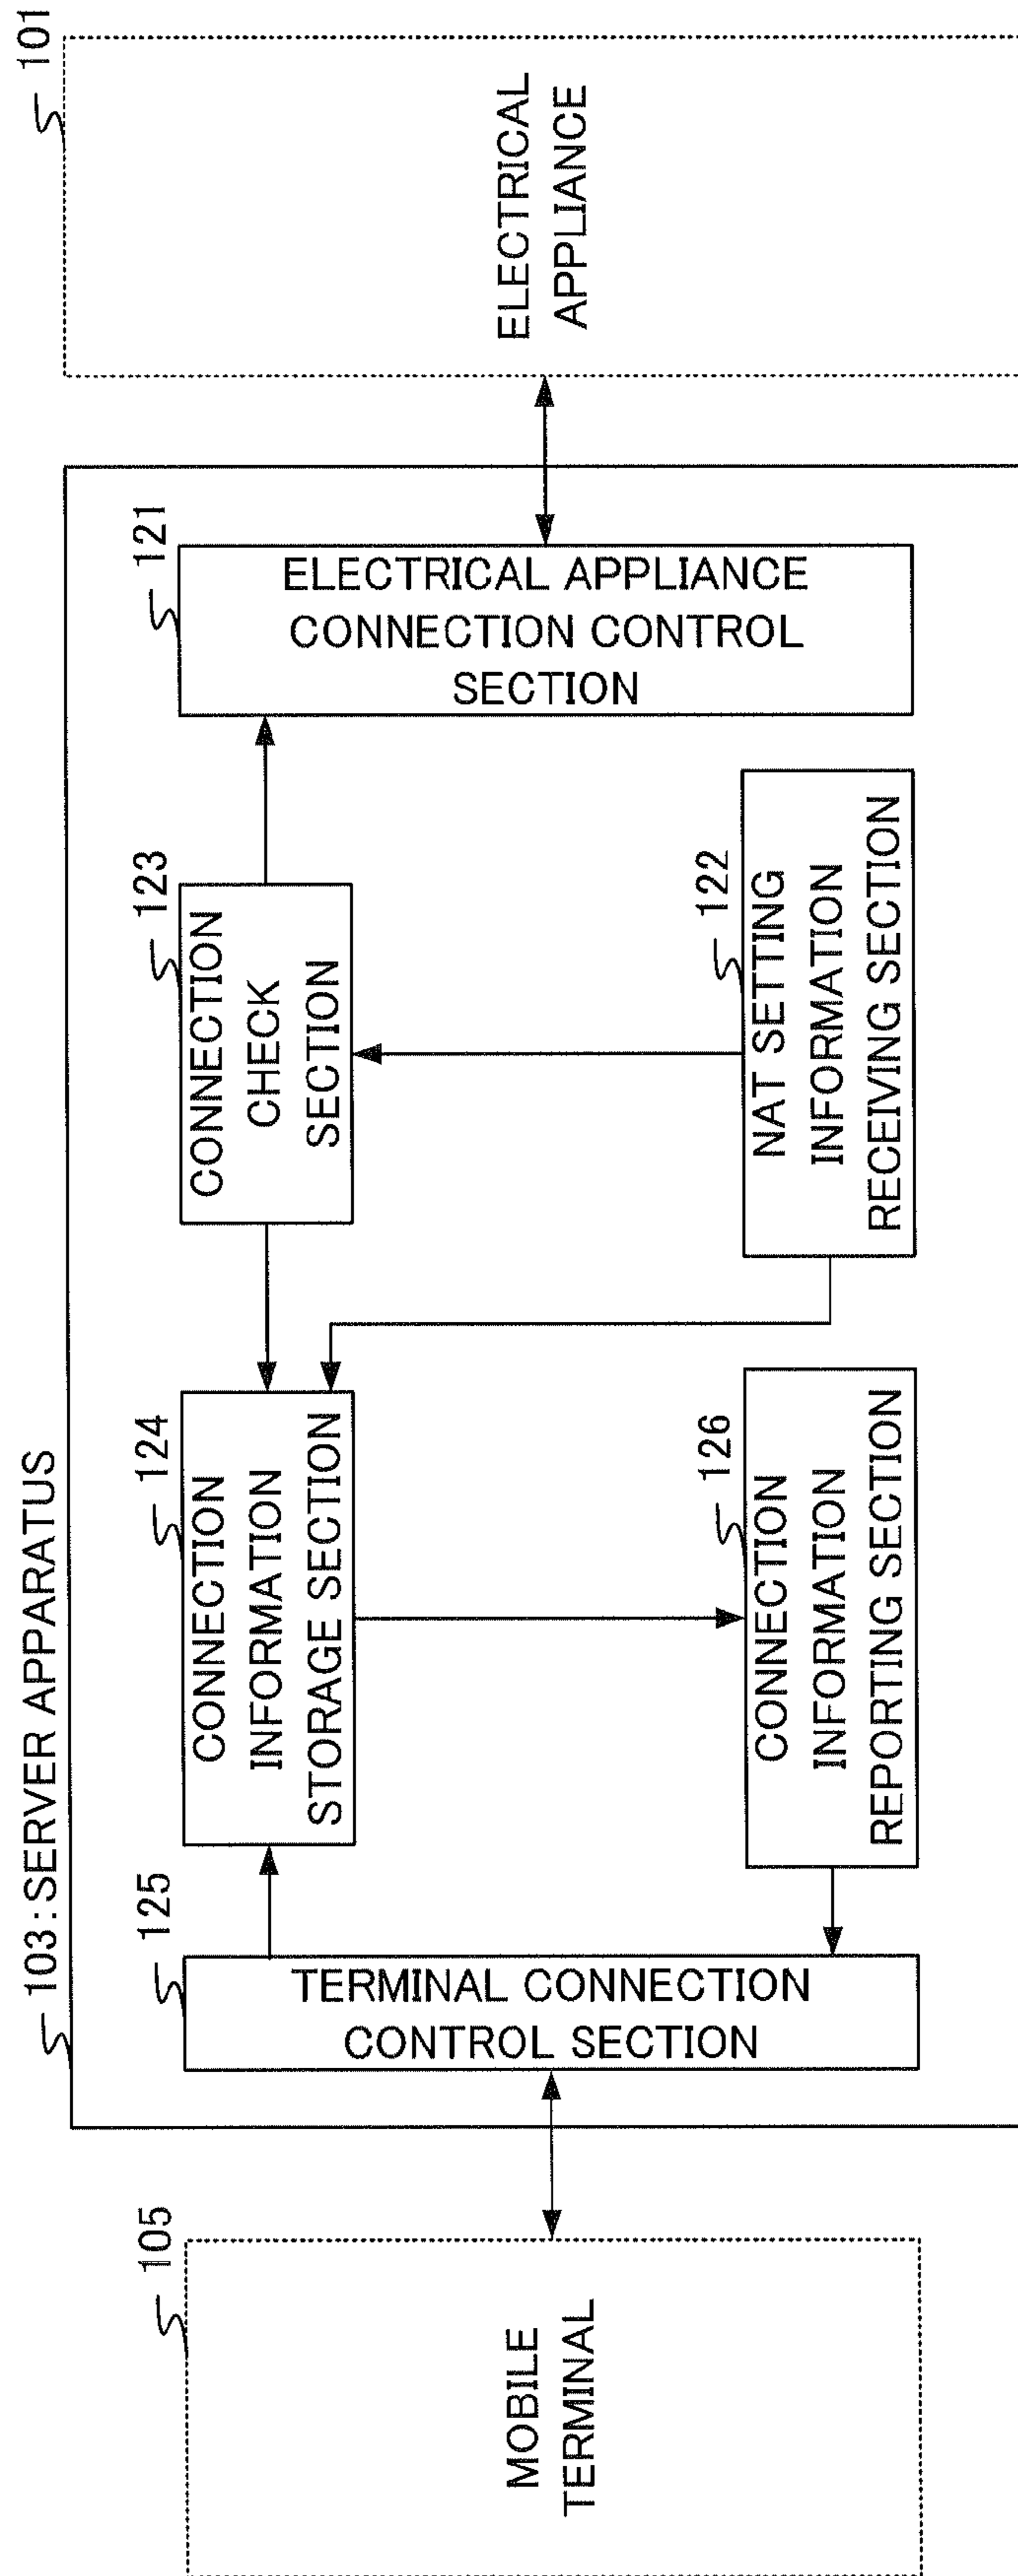 103:SERVER APPARATUS
105
MOBILE
TERMINAL
125
TERMINAL CONNECTION
CONTROL SECTION
124
CONNECTION
INFORMATION
STORAGE SECTION
126
CONNECTION
INFORMATION
REPORTING SECTION
123
CONNECTION
CHECK
SECTION
122
NAT SETTING
INFORMATION
RECEIVING SECTION
121
ELECTRICAL APPLIANCE
CONNECTION CONTROL
SECTION
101
ELECTRICAL
APPLIANCE